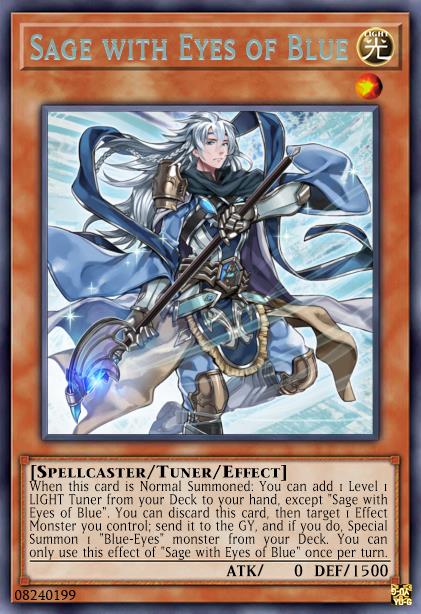 SAGE WITH EYES OF BLUE
LIGHT
光
[SPELLCASTER/TUNER/EFFECT]
When this card is Normal Summoned: You can add 1 Level 1
LIGHT Tuner from your Deck to your hand, except "Sage with
Eyes of Blue". You can discard this card, then target 1 Effect
Monster you control; send it to the GY, and if you do, Special
Summon 1 "Blue-Eyes" monster from your Deck. You can
only use this effect of "Sage with Eyes of Blue" once per turn.
ATK/ 0 DEF/1500
08240199